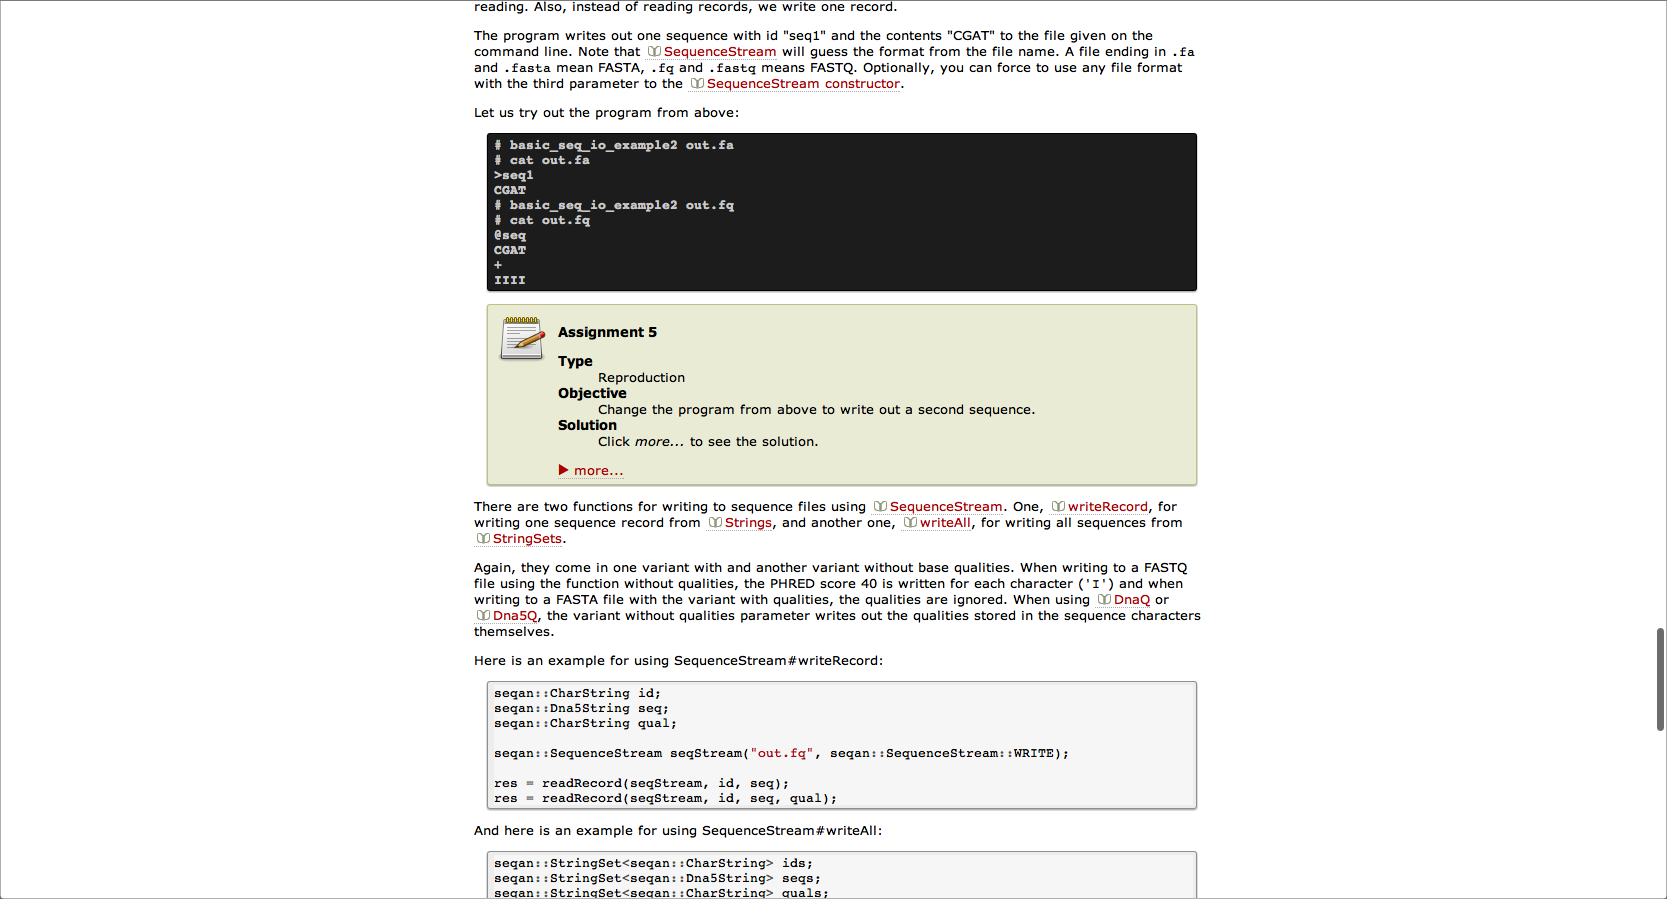 reading. Also, instead of reading records, we write one record.
The program writes out one sequence with id "seq1" and the contents "CGAT" to the file given on the
command line. Note that SequenceStream will guess the format from the file name. A file ending in .fa
and .fasta mean FASTA, .fq and .fastq means FASTQ. Optionally, you can force to use any file format
with the third parameter to the SequenceStream constructor.
Let us try out the program from above:
# basic_seq_io_example2 out.fa
# cat out.fa
>seq1
CGAT
# basic_seq_io_example2 out.fq
# cat out.fq
@seq
CGAT
+
IIII
Assignment 5
Type
Reproduction
Objective
Change the program from above to write out a second sequence.
Solution
Click more... to see the solution.
more...
There are two functions for writing to sequence files using SequenceStream. One, writeRecord, for
writing one sequence record from Strings, and another one, writeAll, for writing all sequences from
StringSets.
Again, they come in one variant with and another variant without base qualities. When writing to a FASTQ
file using the function without qualities, the PHRED score 40 is written for each character ('I') and when
writing to a FASTA file with the variant with qualities, the qualities are ignored. When using DnaQ or
Dna5Q, the variant without qualities parameter writes out the qualities stored in the sequence characters
themselves.
Here is an example for using SequenceStream#writeRecord:
seqan::CharString id;
seqan::Dna5String seq;
seqan::CharString qual;
seqan::SequenceStream seqStream("out.fq", seqan::SequenceStream::WRITE);
res = readRecord(seqStream, id, seq);
res = readRecord(seqStream, id, seq, qual);
And here is an example for using SequenceStream#writeAll:
seqan::StringSet<seqan::CharString> ids;
seqan::StringSet<seqan::Dna5String> seqs;
seqan::StringSet<seqan::CharString> quals;